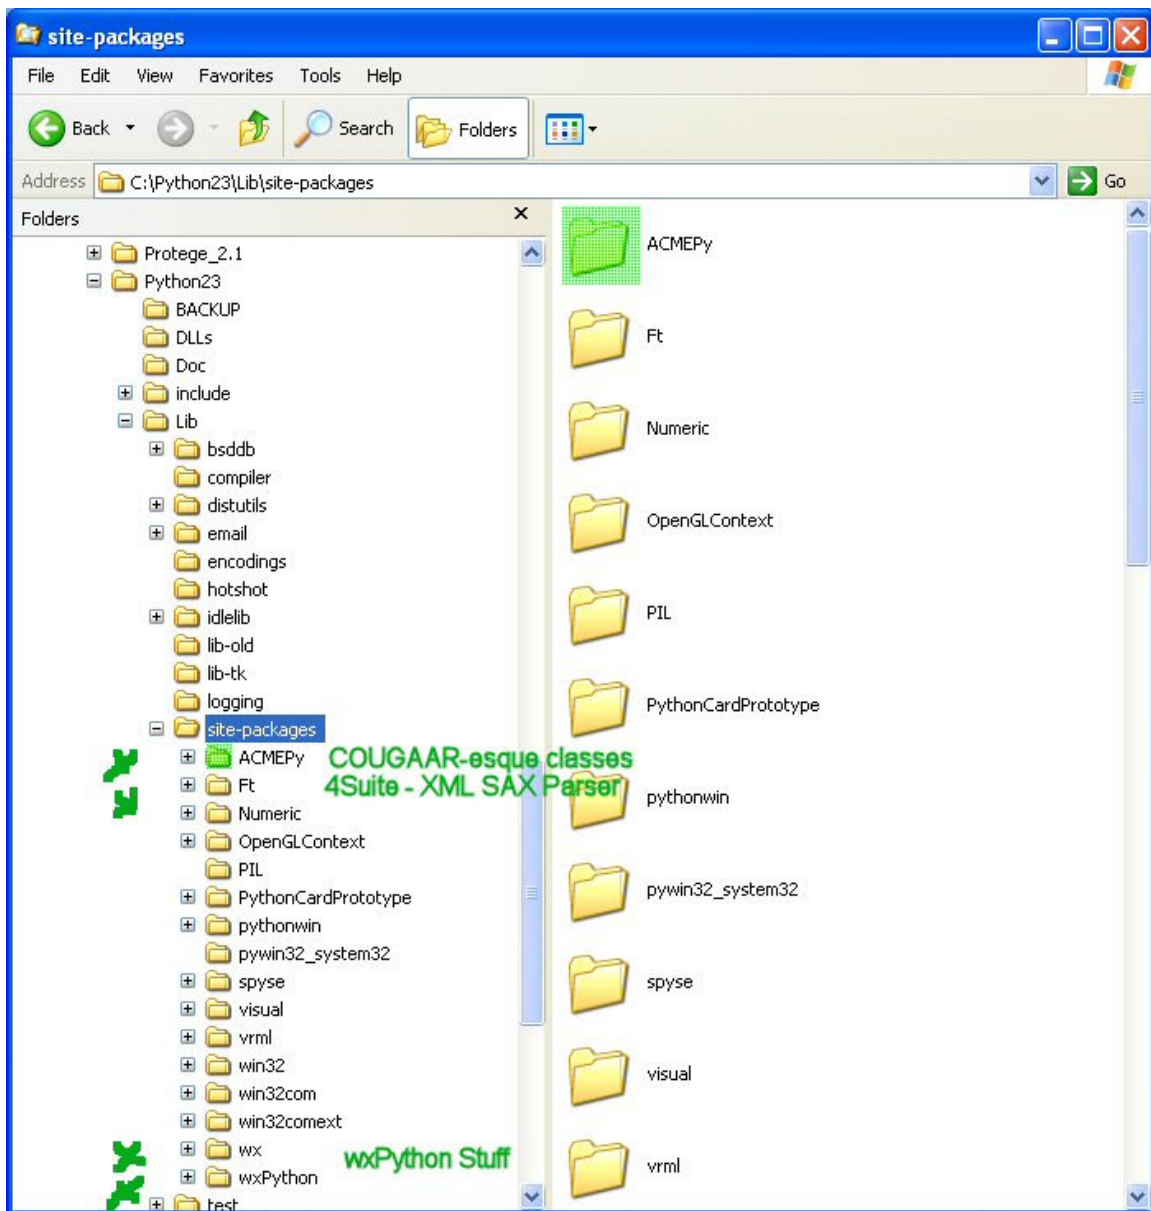 site-packages
File Edit View Favorites Tools Help
Back Search Folders
Address C:\Python23\Lib\site-packages Go
Folders x
Protege_2.1
Python23
BACKUP
DLLs
Doc
include
Lib
bsddb
compiler
distutils
email
encodings
hotshot
idlelib
lib-old
lib-tk
logging
site-packages
ACMEPy COUGAAR-esque classes
Ft 4Suite - XML SAX Parser
Numeric
OpenGLContext
PIL
PythonCardPrototype
pythonwin
pywin32_system32
spyse
visual
vrml
win32
win32com
win32comext
wx wxPython Stuff
wxPython
test
ACMEPy
Ft
Numeric
OpenGLContext
PIL
PythonCardPrototype
pythonwin
pywin32_system32
spyse
visual
vrml